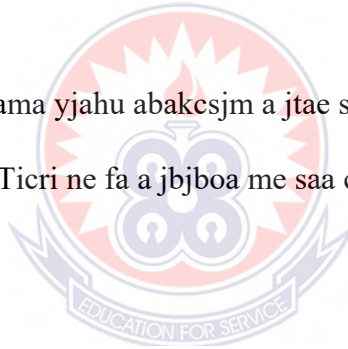 ama yjahu abakcsjm a jtae s
Ticri ne fa a jbjboa me saa
EDUCATION FOR SERVICE